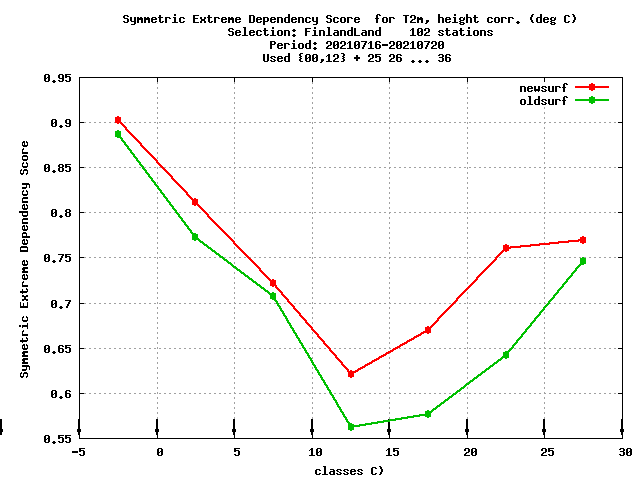 Symmetric Extreme Dependency Score for T2m, height corr. (deg C)
Selection: FinlandLand 102 stations
Period: 20210716-20210720
Used {00,12} + 25 26 ... 36
newsurf
oldsurf
Symmetric Extreme Dependency Score
0.95
0.9
0.85
0.8
0.75
0.7
0.65
0.6
0.55
-5 0 5 10 15 20 25 30
classes C)